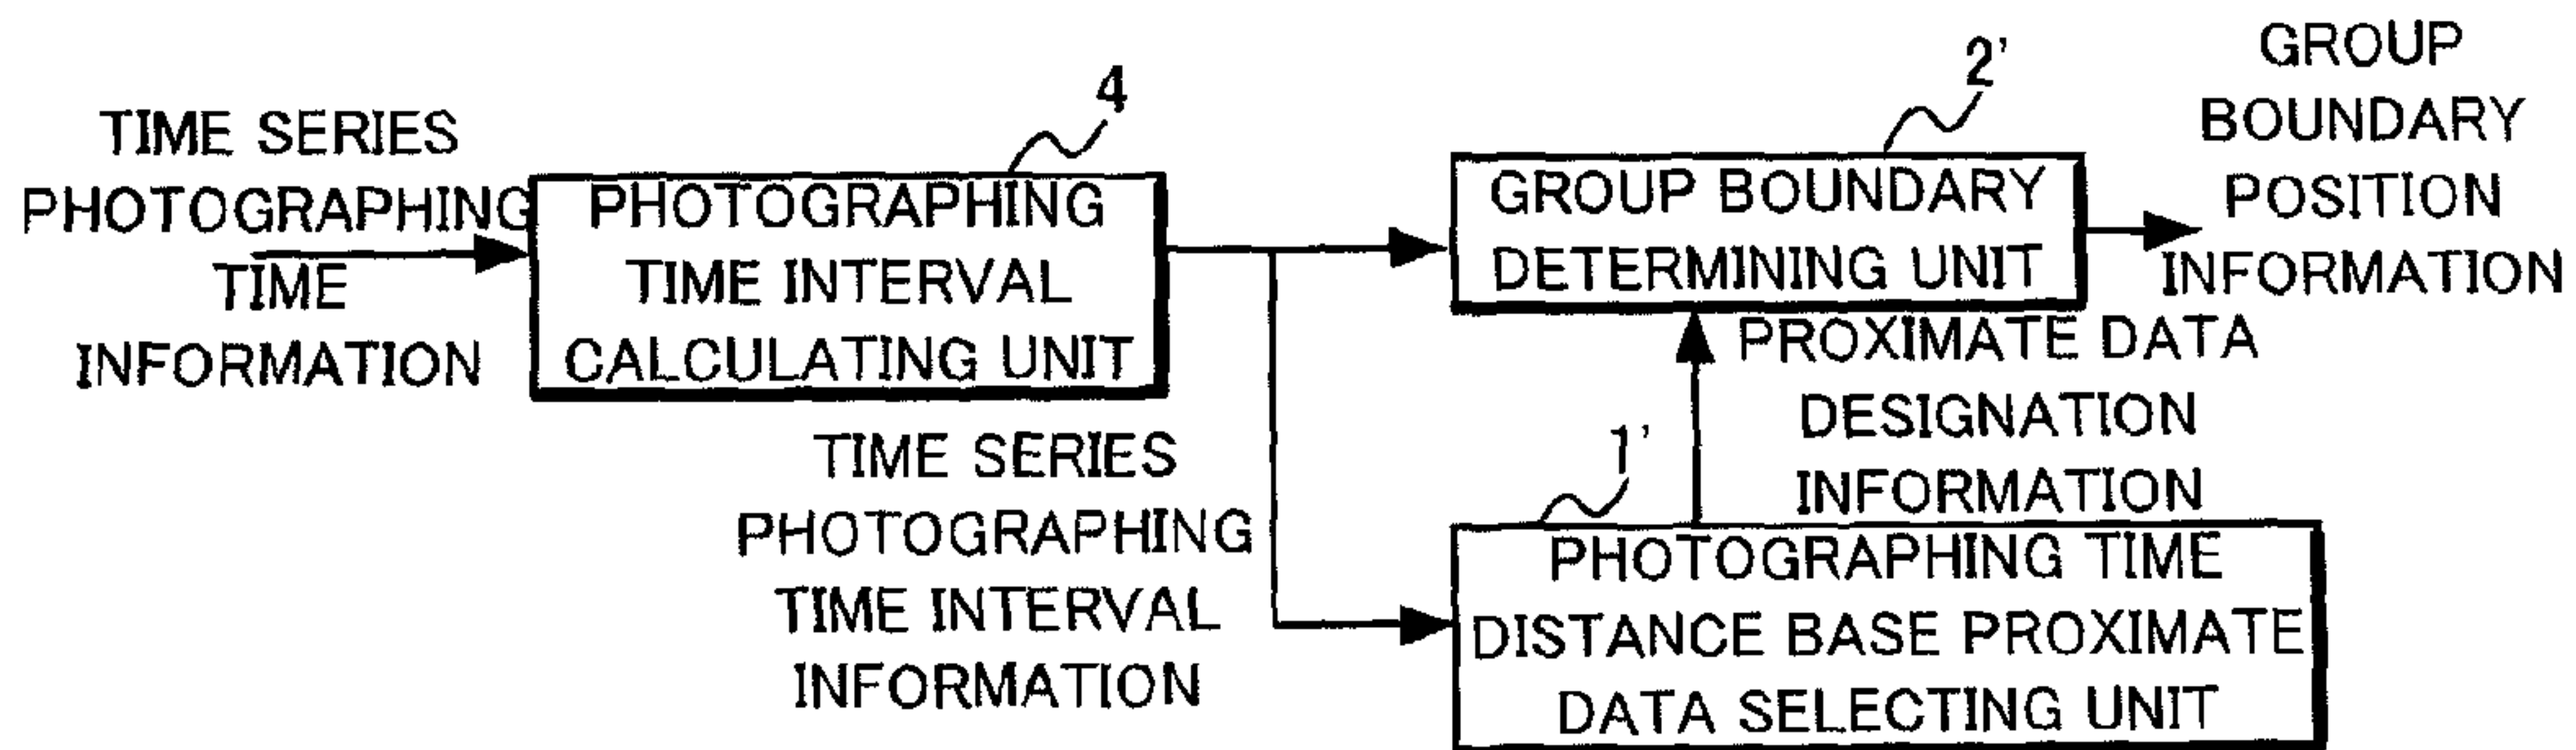 TIME SERIES
PHOTOGRAPHING
TIME
INFORMATION
4
PHOTOGRAPHING
TIME INTERVAL
CALCULATING UNIT
TIME SERIES
PHOTOGRAPHING
TIME INTERVAL
INFORMATION
2'
GROUP BOUNDARY
DETERMINING UNIT
GROUP
BOUNDARY
POSITION
INFORMATION
PROXIMATE DATA
DESIGNATION
INFORMATION
1'
PHOTOGRAPHING TIME
DISTANCE BASE PROXIMATE
DATA SELECTING UNIT